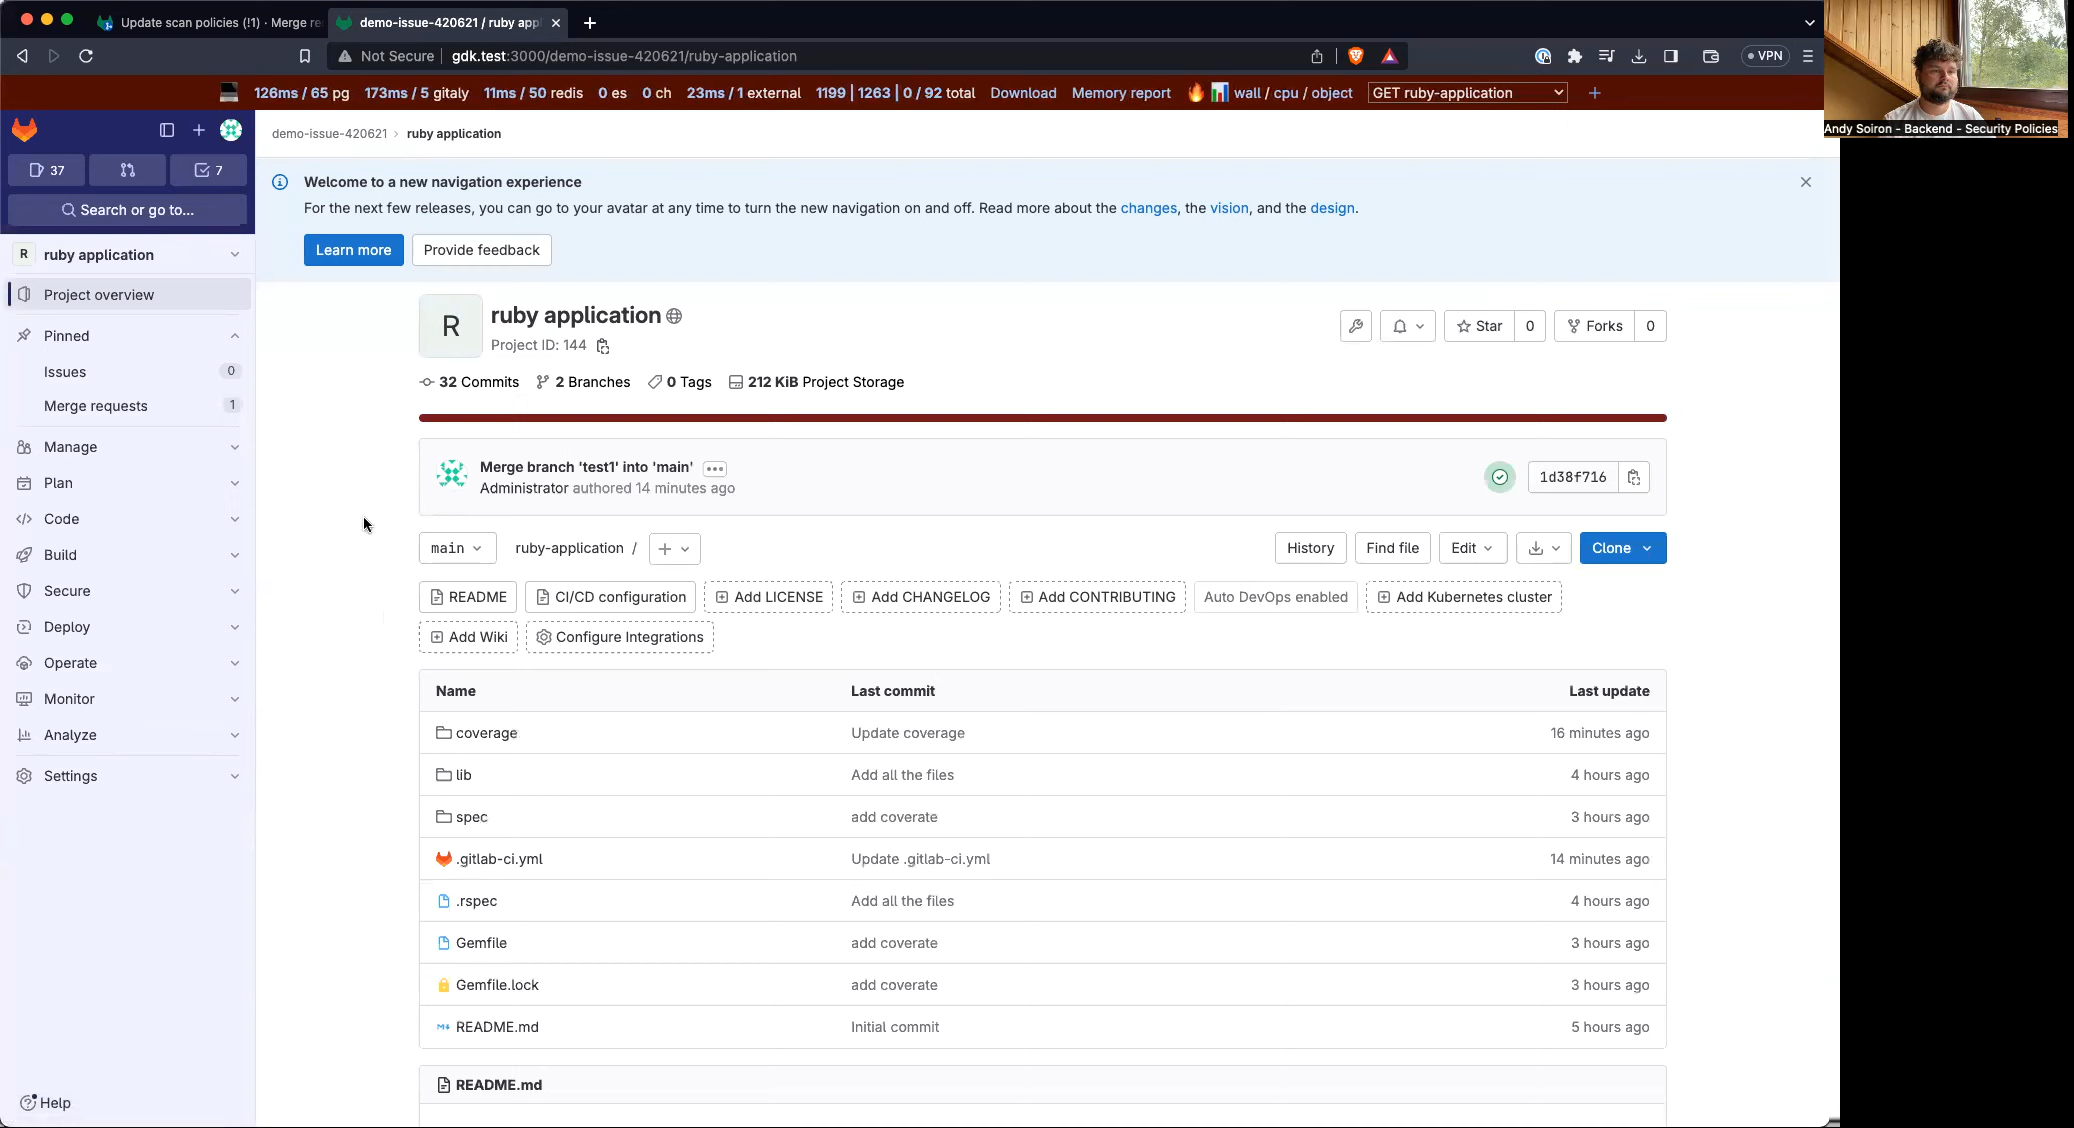 Update scan policies (!1) · Merge re
demo-issue-420621 / ruby appl
Not Secure
gdk.test:3000/demo-issue-420621/ruby-application
VPN
126ms / 65 pg
173ms / 5 gitaly
11ms / 50 redis
0 es
0 ch
23ms / 1 external
1199 | 1263 | 0 / 92 total
Download
Memory report
wall / cpu / object
GET ruby-application
Andy Soiron - Backend - Security Policies
37
7
Search or go to...
demo-issue-420621 › ruby application
Welcome to a new navigation experience
For the next few releases, you can go to your avatar at any time to turn the new navigation on and off. Read more about the changes, the vision, and the design.
Learn more
Provide feedback
R
ruby application
Project overview
Pinned
Issues
0
Merge requests
1
Manage
Plan
Code
Build
Secure
Deploy
Operate
Monitor
Analyze
Settings
Help
R
ruby application
Project ID: 144
Star
0
Forks
0
32 Commits
2 Branches
0 Tags
212 KiB Project Storage
Merge branch 'test1' into 'main'
Administrator authored 14 minutes ago
1d38f716
main
ruby-application /
History
Find file
Edit
Clone
README
CI/CD configuration
Add LICENSE
Add CHANGELOG
Add CONTRIBUTING
Auto DevOps enabled
Add Kubernetes cluster
Add Wiki
Configure Integrations
Name
Last commit
Last update
coverage
Update coverage
16 minutes ago
lib
Add all the files
4 hours ago
spec
add coverate
3 hours ago
.gitlab-ci.yml
Update .gitlab-ci.yml
14 minutes ago
.rspec
Add all the files
4 hours ago
Gemfile
add coverate
3 hours ago
Gemfile.lock
add coverate
3 hours ago
README.md
Initial commit
5 hours ago
README.md